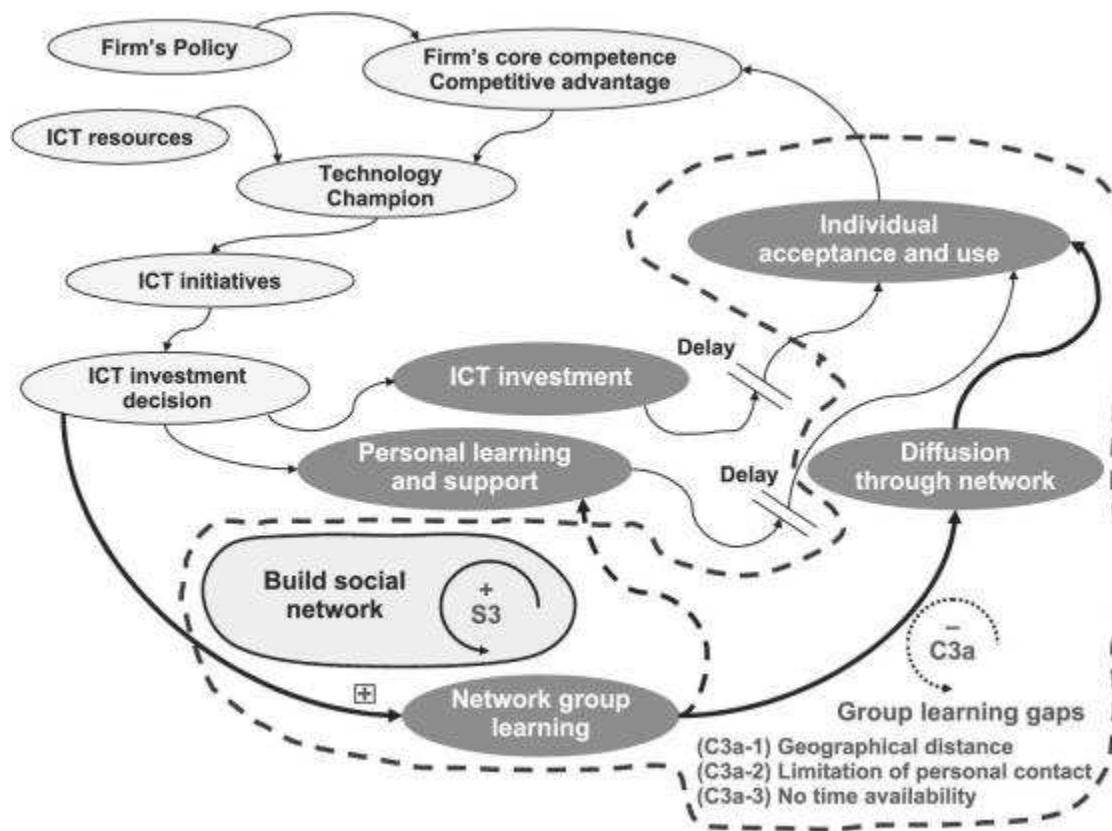 Firm's Policy
Firm's core competence
Competitive advantage
ICT resources
Technology
Champion
Individual
acceptance and use
ICT initiatives
Delay
ICT investment
decision
ICT investment
Personal learning
and support
Delay
Diffusion
through network
Build social
network
+
S3
–
C3a
+
Network group
learning
Group learning gaps
(C3a-1) Geographical distance
(C3a-2) Limitation of personal contact
(C3a-3) No time availability